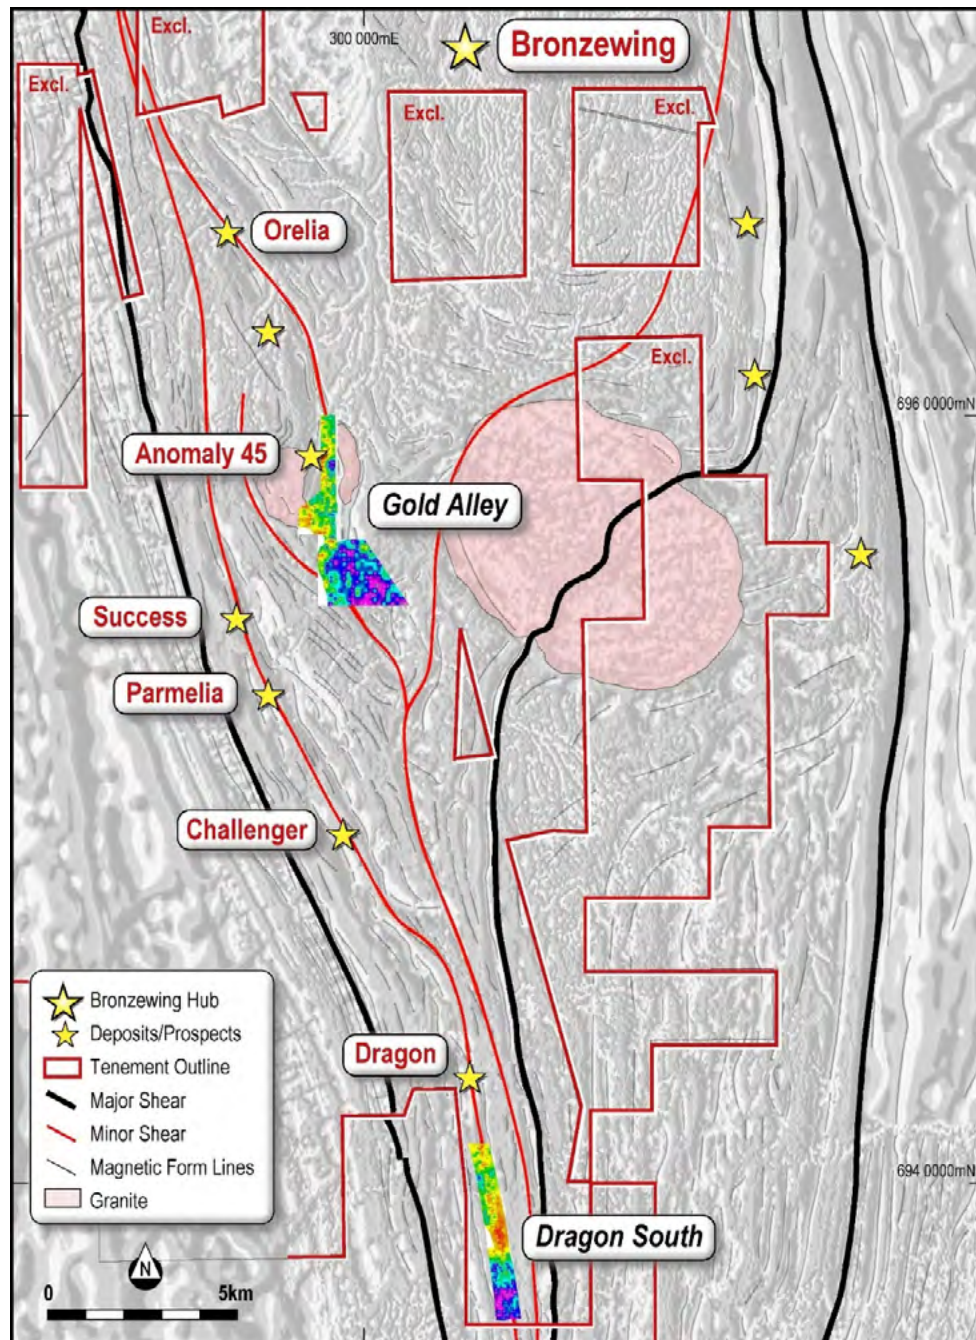 Excl.
300 000mE
Bronzewing
Excl.
Excl.
Excl.
Orelia
Excl.
696 0000mN
Anomaly 45
Gold Alley
Success
Parmelia
Challenger
Bronzewing Hub
Deposits/Prospects
Dragon
Tenement Outline
Major Shear
Minor Shear
Magnetic Form Lines
694 0000mN
Granite
Dragon South
N
0
5km